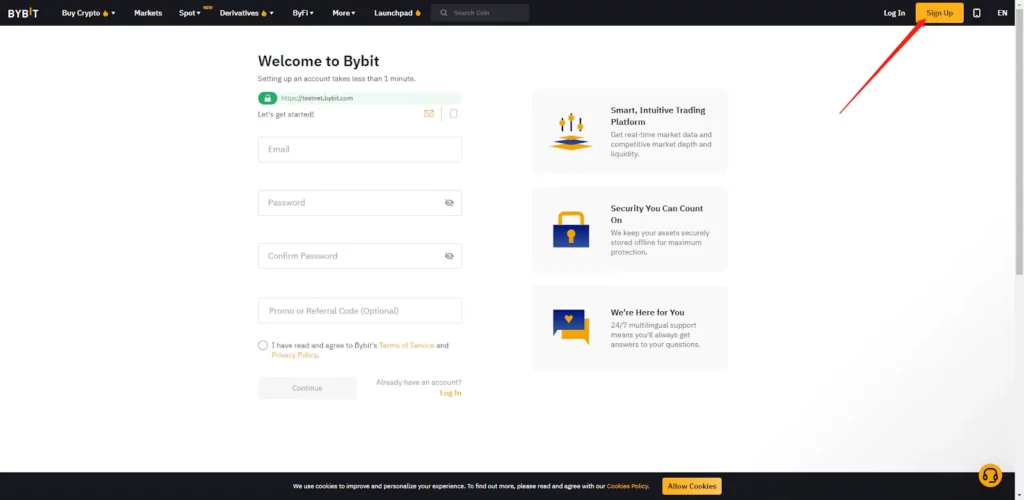 BYBIT Buy Crypto Markets Spot NEW Derivatives ByFi More Launchpad Search Coin Log In Sign Up EN
Welcome to Bybit
Setting up an account takes less than 1 minute.
https://testnet.bybit.com
Let's get started!
Email
Password
Confirm Password
Promo or Referral Code (Optional)
I have read and agree to Bybit's Terms of Service and
Privacy Policy.
Continue
Already have an account?
Log In
Smart, Intuitive Trading
Platform
Get real-time market data and
competitive market depth and
liquidity.
Security You Can Count
On
We keep your assets securely
stored offline for maximum
protection.
We're Here for You
24/7 multilingual support
means you'll always get
answers to your questions.
We use cookies to improve and personalize your experience. To find out more, please read and agree with our Cookies Policy. Allow Cookies